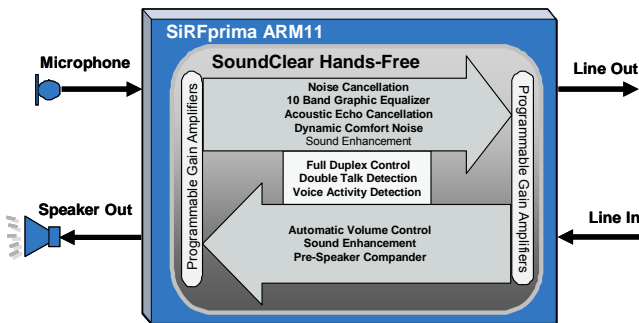 SiRFprima ARM11
SoundClear Hands-Free
Microphone
Line Out
Speaker Out
Line In
Programmable Gain Amplifiers
Noise Cancellation
10 Band Graphic Equalizer
Acoustic Echo Cancellation
Dynamic Comfort Noise
Sound Enhancement
Full Duplex Control
Double Talk Detection
Voice Activity Detection
Automatic Volume Control
Sound Enhancement
Pre-Speaker Compander
Programmable Gain Amplifiers